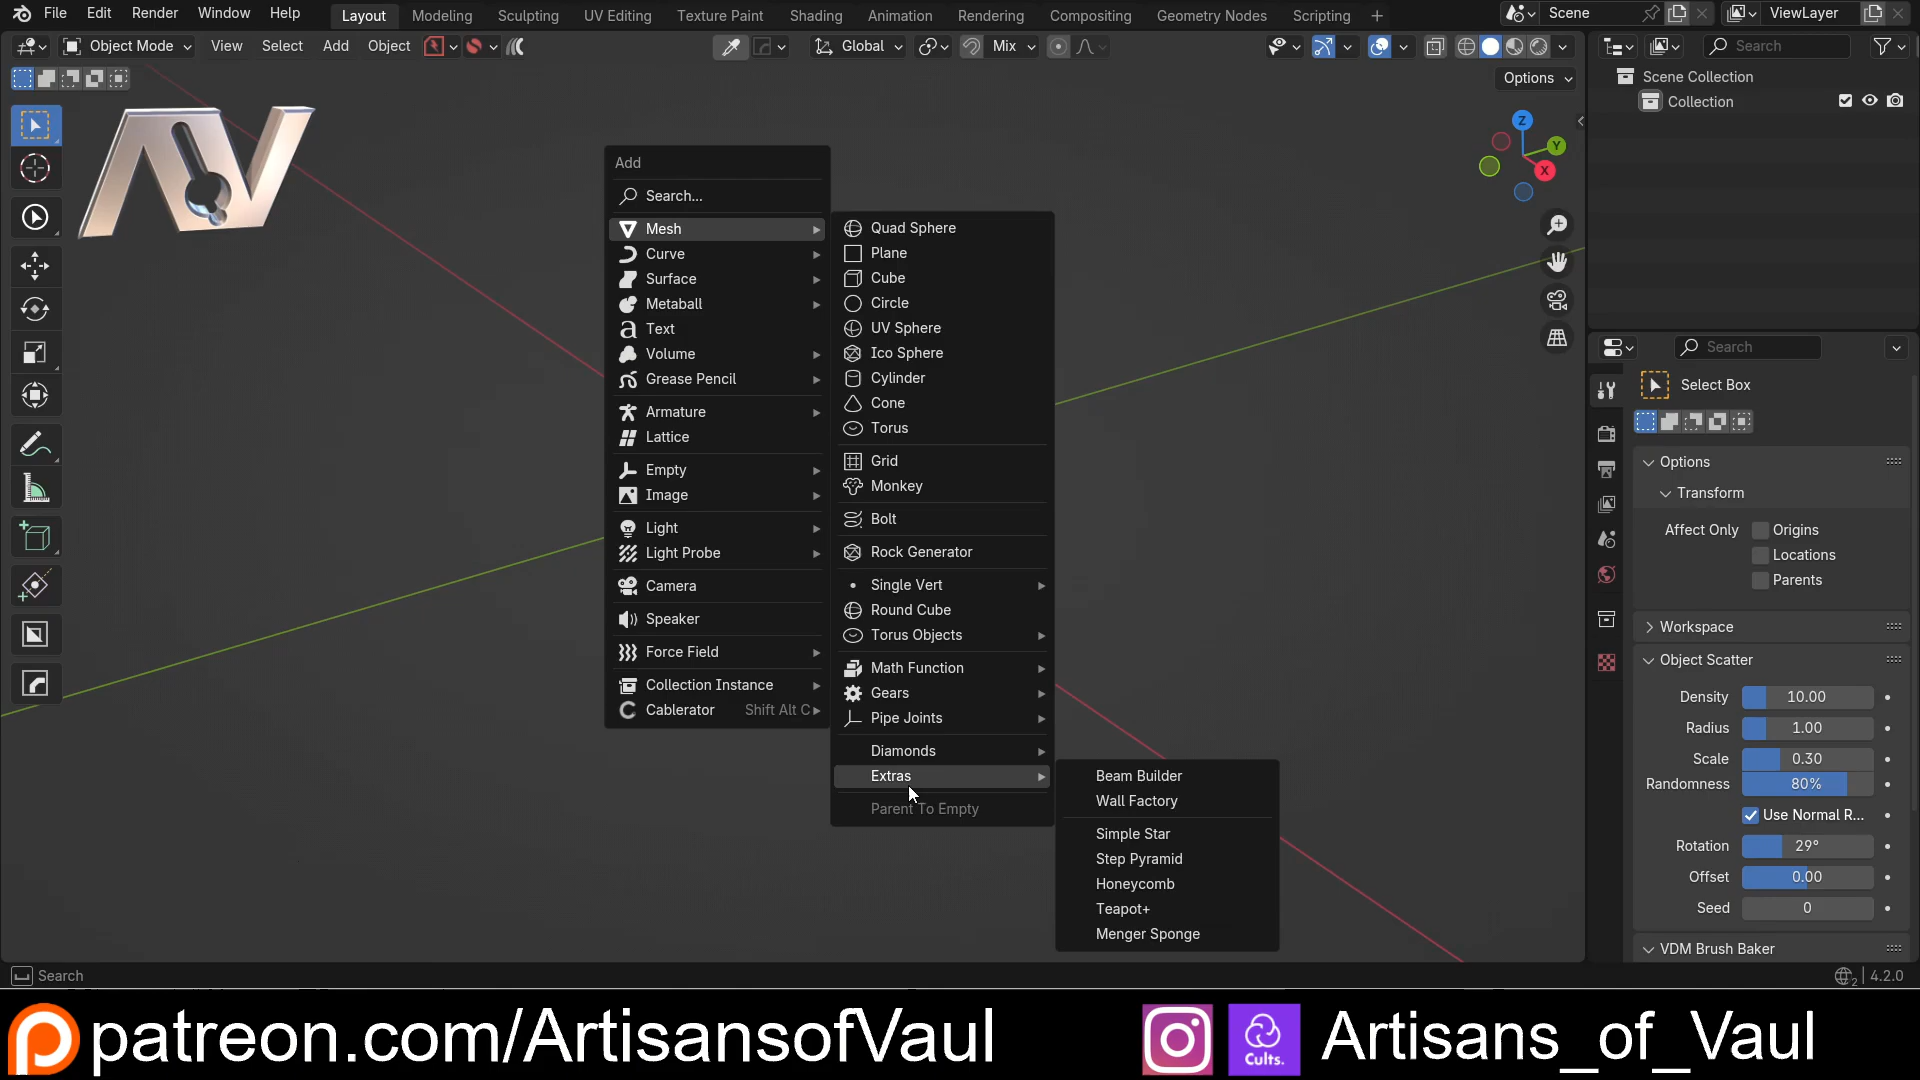 File Edit Render Window Help Layout Modeling Sculpting UV Editing Texture Paint Shading Animation Rendering Compositing Geometry Nodes Scripting + Scene ViewLayer
Object Mode View Select Add Object Global Mix Search
Options
Scene Collection
Collection
Z
Y
X
AV
Add
Search...
Mesh
Curve
Surface
Metaball
Text
Volume
Grease Pencil
Armature
Lattice
Empty
Image
Light
Light Probe
Camera
Speaker
Force Field
Collection Instance
Cablerator Shift Alt C
Quad Sphere
Plane
Cube
Circle
UV Sphere
Ico Sphere
Cylinder
Cone
Torus
Grid
Monkey
Bolt
Rock Generator
Single Vert
Round Cube
Torus Objects
Math Function
Gears
Pipe Joints
Diamonds
Extras
Parent To Empty
Beam Builder
Wall Factory
Simple Star
Step Pyramid
Honeycomb
Teapot+
Menger Sponge
Search
Select Box
Options
Transform
Affect Only Origins
Locations
Parents
Workspace
Object Scatter
Density 10.00
Radius 1.00
Scale 0.30
Randomness 80%
Use Normal R...
Rotation 29°
Offset 0.00
Seed 0
VDM Brush Baker
Search
2 4.2.0
patreon.com/ArtisansofVaul
Cults.
Artisans_of_Vaul